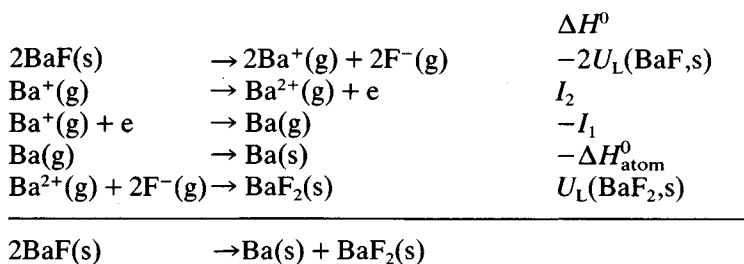 ΔH⁰
2BaF(s) → 2Ba⁺(g) + 2F⁻(g) −2U_L(BaF,s)
Ba⁺(g) → Ba²⁺(g) + e I₂
Ba⁺(g) + e → Ba(g) −I₁
Ba(g) → Ba(s) −ΔH⁰_atom
Ba²⁺(g) + 2F⁻(g) → BaF₂(s) U_L(BaF₂,s)
2BaF(s) →Ba(s) + BaF₂(s)